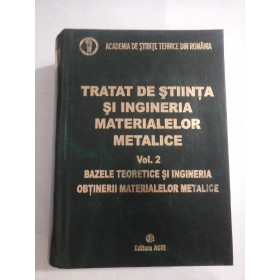 ACADEMIA DE ŞTIINŢE TEHNICE DIN ROMÂNIA
TRATAT DE ŞTIINŢA
ŞI INGINERIA
MATERIALELOR
METALICE
Vol. 2
BAZELE TEORETICE ŞI INGINERIA
OBŢINERII MATERIALELOR METALICE
Editura AGIR